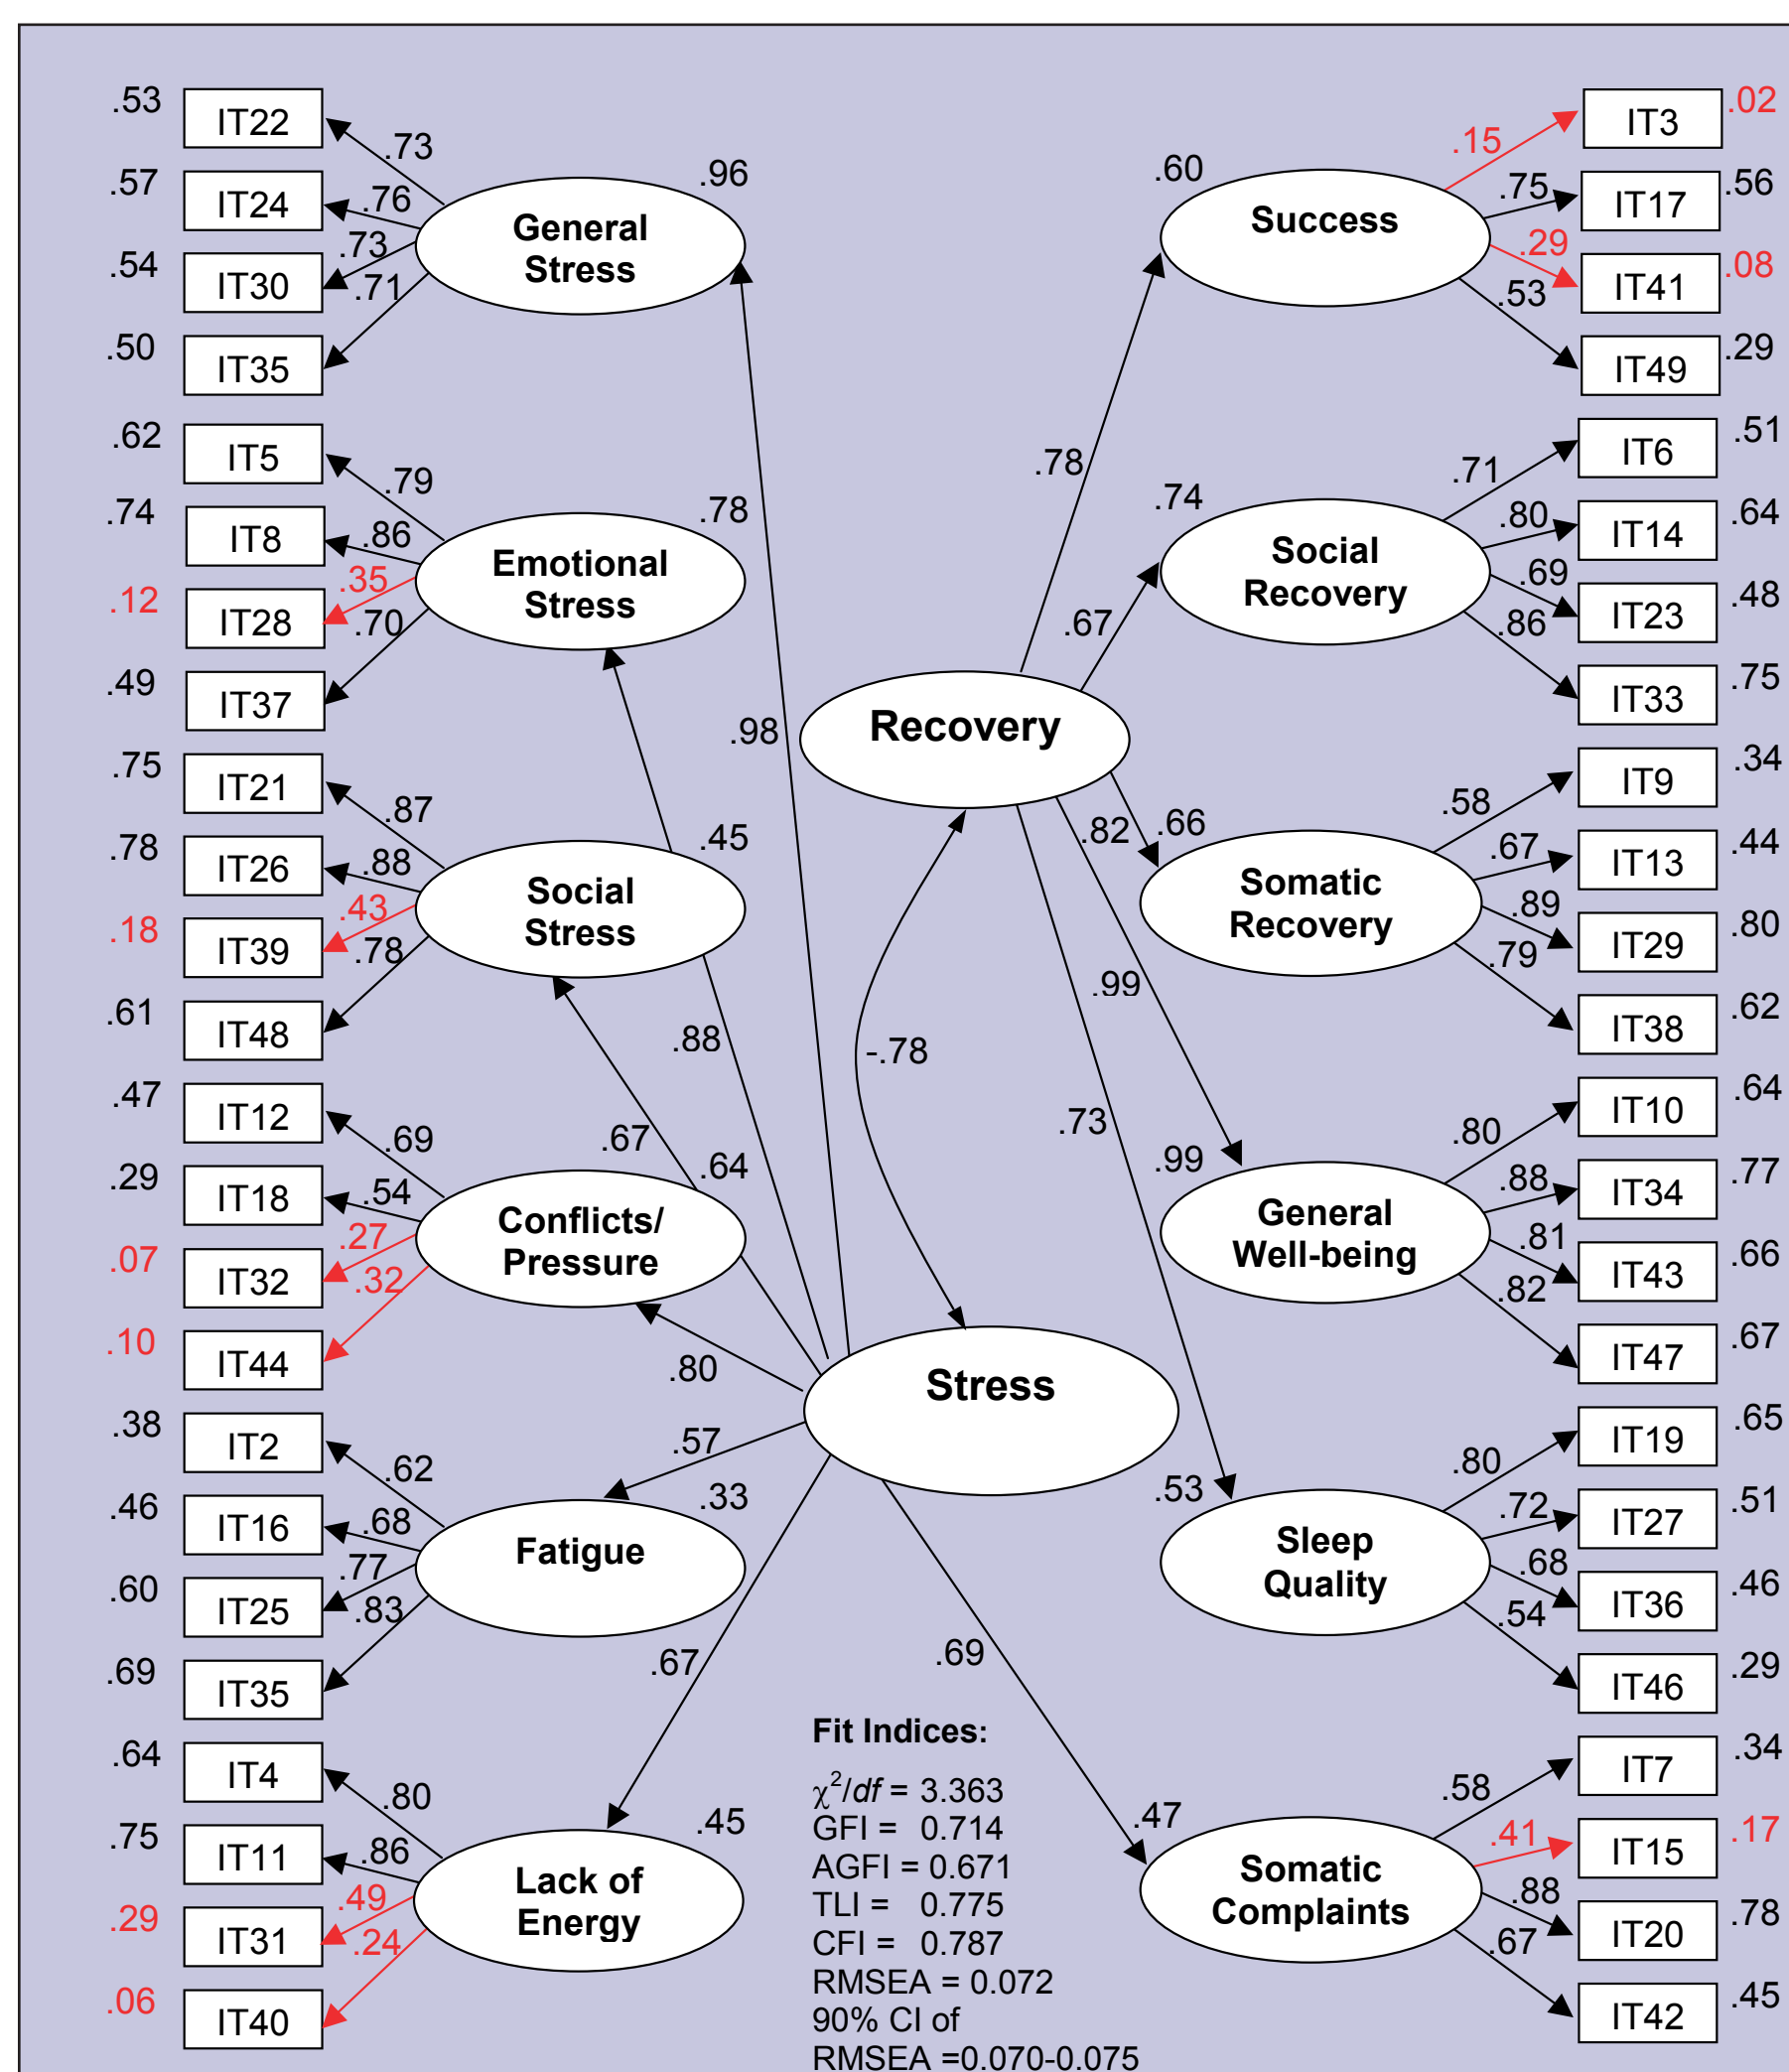 .53
IT22
.73
.57
IT24
.76
.54
IT30
.73
.50
IT35
.71
General
Stress
.96
.62
IT5
.79
.74
IT8
.86
.12
IT28
.35
.49
IT37
.70
Emotional
Stress
.78
.75
IT21
.87
.78
IT26
.88
.18
IT39
.43
.61
IT48
.78
Social
Stress
.45
.47
IT12
.69
.29
IT18
.54
.07
IT32
.27
.10
IT44
.32
Conflicts/
Pressure
.64
.38
IT2
.62
.46
IT16
.68
.60
IT25
.77
.69
IT35
.83
Fatigue
.33
.64
IT4
.80
.75
IT11
.86
.29
IT31
.49
.06
IT40
.24
Lack of
Energy
.45
.98
.88
.67
.80
.57
.67
.69
Stress
-.78
Recovery
.78
.67
.82
.99
.73
.60
Success
.15
IT3
.02
.75
IT17
.56
.29
IT41
.08
.53
IT49
.29
.74
Social
Recovery
.71
IT6
.51
.80
IT14
.64
.69
IT23
.48
.86
IT33
.75
.66
Somatic
Recovery
.58
IT9
.34
.67
IT13
.44
.89
IT29
.80
.79
IT38
.62
.99
General
Well-being
.80
IT10
.64
.88
IT34
.77
.81
IT43
.66
.82
IT47
.67
.53
Sleep
Quality
.80
IT19
.65
.72
IT27
.51
.68
IT36
.46
.54
IT46
.29
.47
Somatic
Complaints
.58
IT7
.34
.41
IT15
.17
.88
IT20
.78
.67
IT42
.45
Fit Indices:
χ²/df = 3.363
GFI = 0.714
AGFI = 0.671
TLI = 0.775
CFI = 0.787
RMSEA = 0.072
90% CI of
RMSEA =0.070-0.075